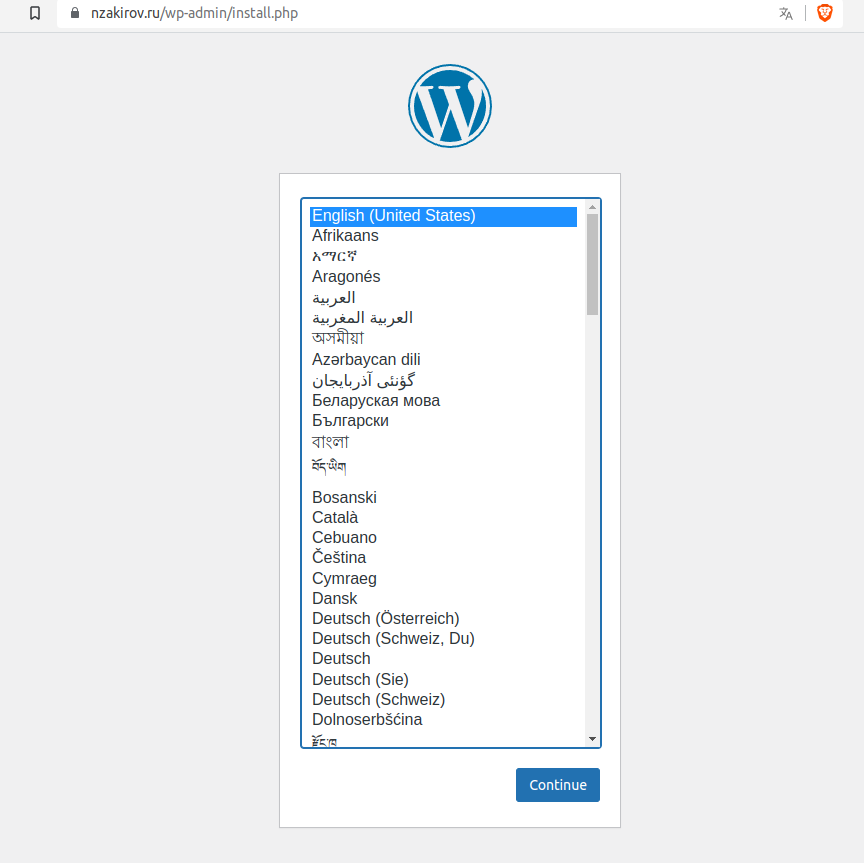 nzakirov.ru/wp-admin/install.php
English (United States)
Afrikaans
አማርኛ
Aragonés
العربية
العربية المغربية
অসমীয়া
Azərbaycan dili
گؤنئی آذربایجان
Беларуская мова
Български
বাংলা
བོད་ཡིག
Bosanski
Català
Cebuano
Čeština
Cymraeg
Dansk
Deutsch (Österreich)
Deutsch (Schweiz, Du)
Deutsch
Deutsch (Sie)
Deutsch (Schweiz)
Dolnoserbšćina
རྫོང་ཁ
Continue